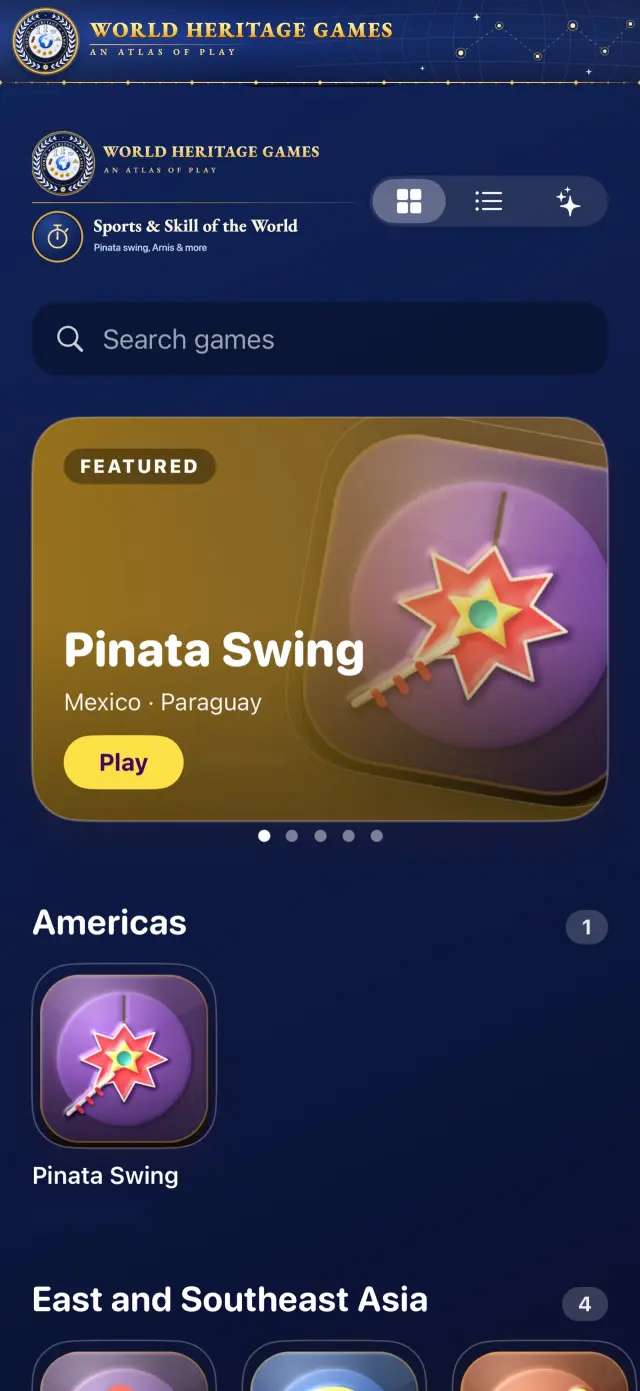 WORLD HERITAGE GAMES
AN ATLAS OF PLAY
WORLD HERITAGE GAMES
AN ATLAS OF PLAY
Sports & Skill of the World
Pinata swing, Arnis & more
Search games
FEATURED
Pinata Swing
Mexico · Paraguay
Play
Americas
1
Pinata Swing
East and Southeast Asia
4